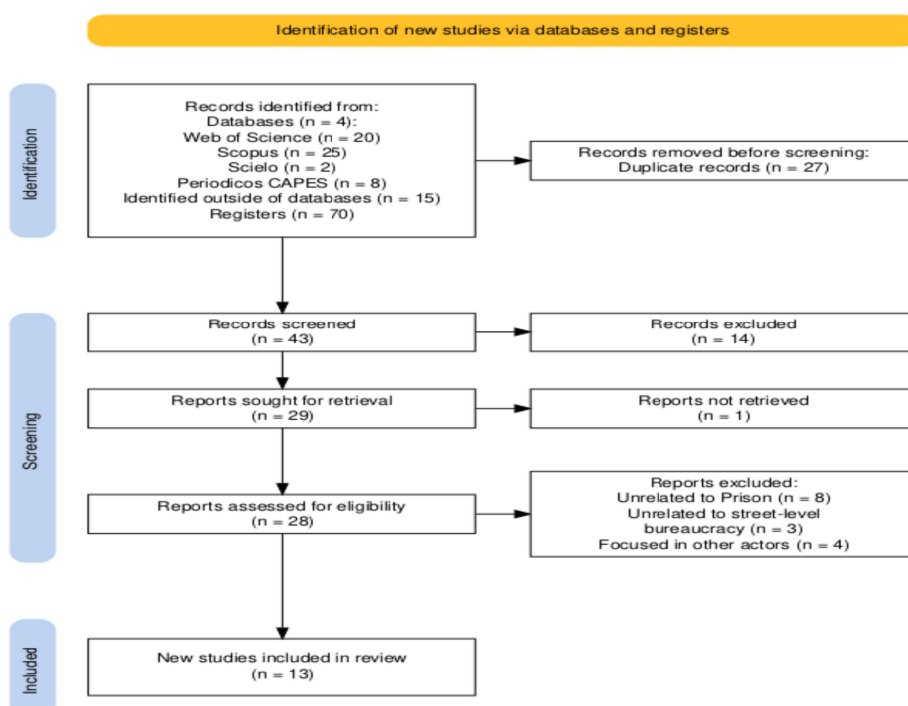 Identification of new studies via databases and registers
Identification
Records identified from:
Databases (n = 4):
Web of Science (n = 20)
Scopus (n = 25)
Scielo (n = 2)
Periodicos CAPES (n = 8)
Identified outside of databases (n = 15)
Registers (n = 70)
Records removed before screening:
Duplicate records (n = 27)
Screening
Records screened
(n = 43)
Records excluded
(n = 14)
Reports sought for retrieval
(n = 29)
Reports not retrieved
(n = 1)
Reports assessed for eligibility
(n = 28)
Reports excluded:
Unrelated to Prison (n = 8)
Unrelated to street-level
bureaucracy (n = 3)
Focused in other actors (n = 4)
Included
New studies included in review
(n = 13)